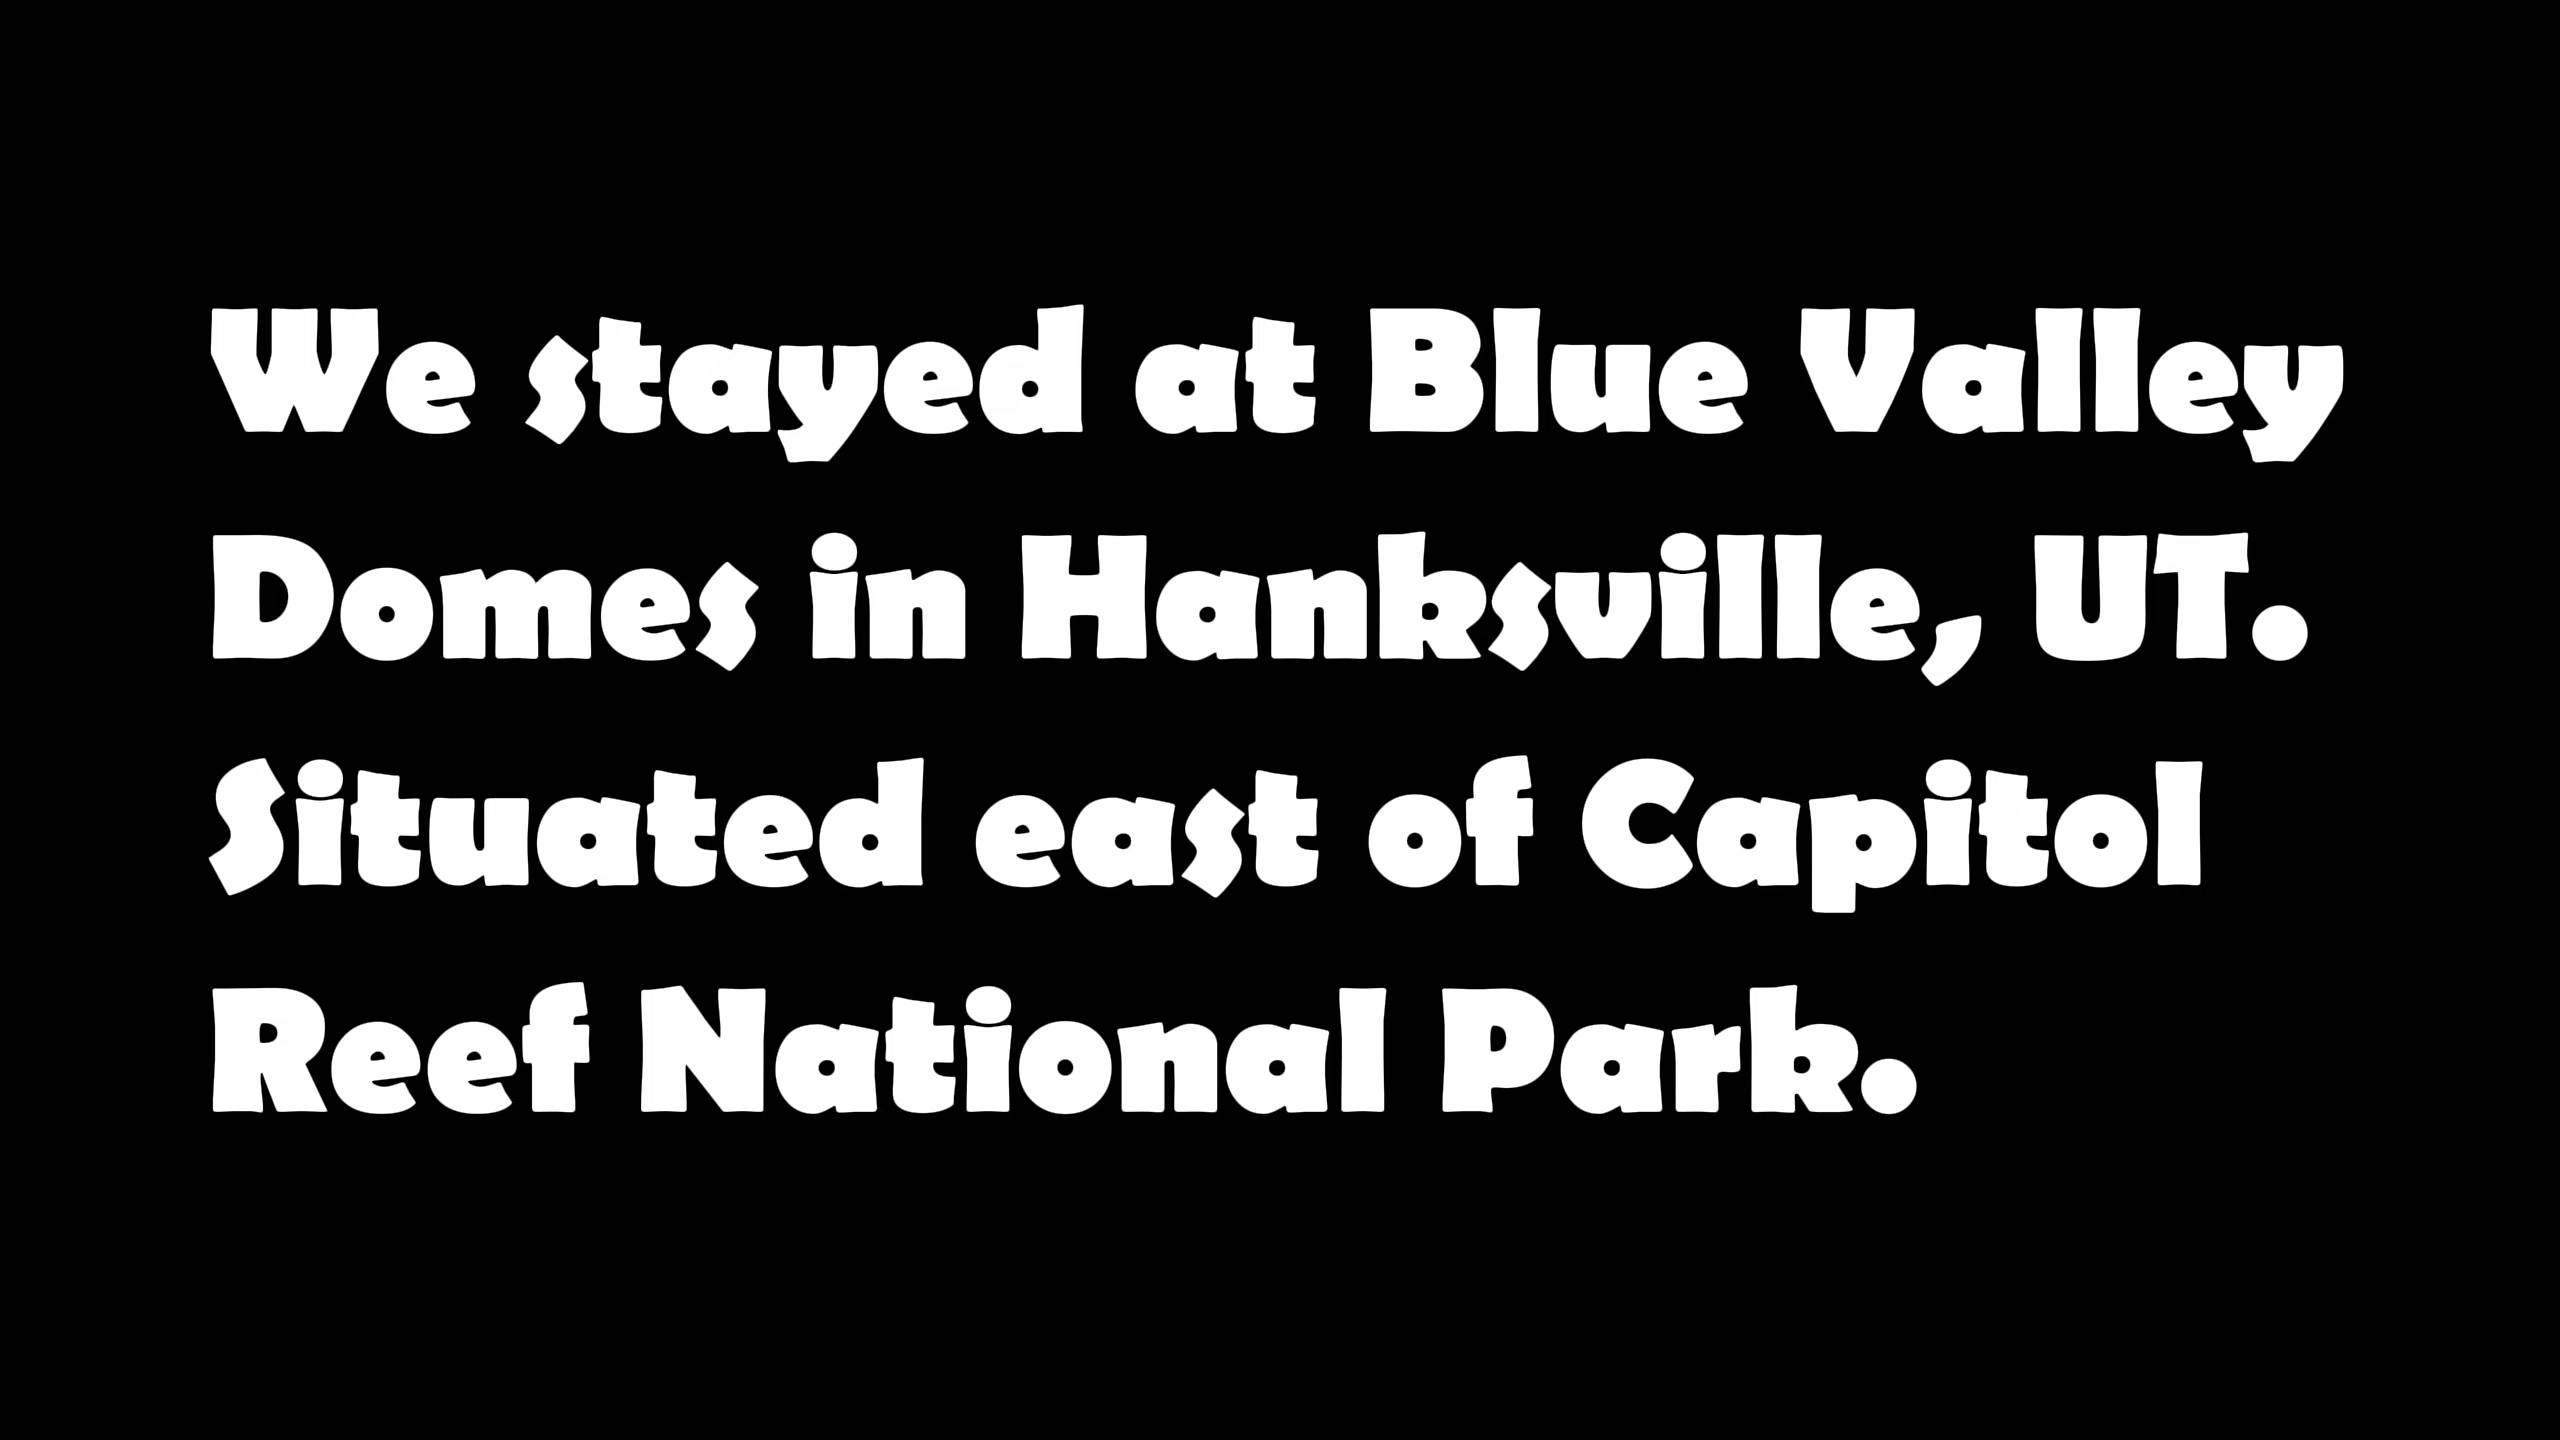 We stayed at Blue Valley
Domes in Hanksville, UT.
Situated east of Capitol
Reef National Park.